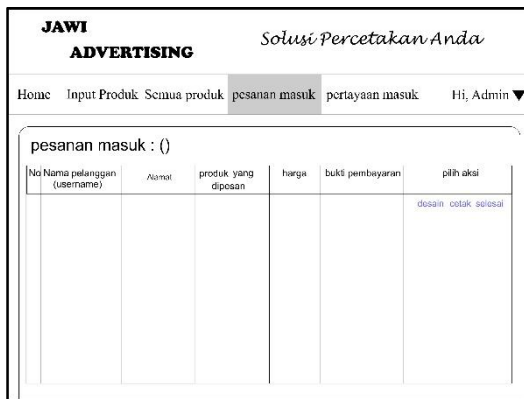 JAWI
ADVERTISING
Solusi Percetakan Anda
Home Input Produk Semua produk pesanan masuk pertayaan masuk Hi, Admin
pesanan masuk : ()
No Nama pelanggan (username) Alamat produk yang dipesan harga bukti pembayaran pilih aksi
desain cetak selesai